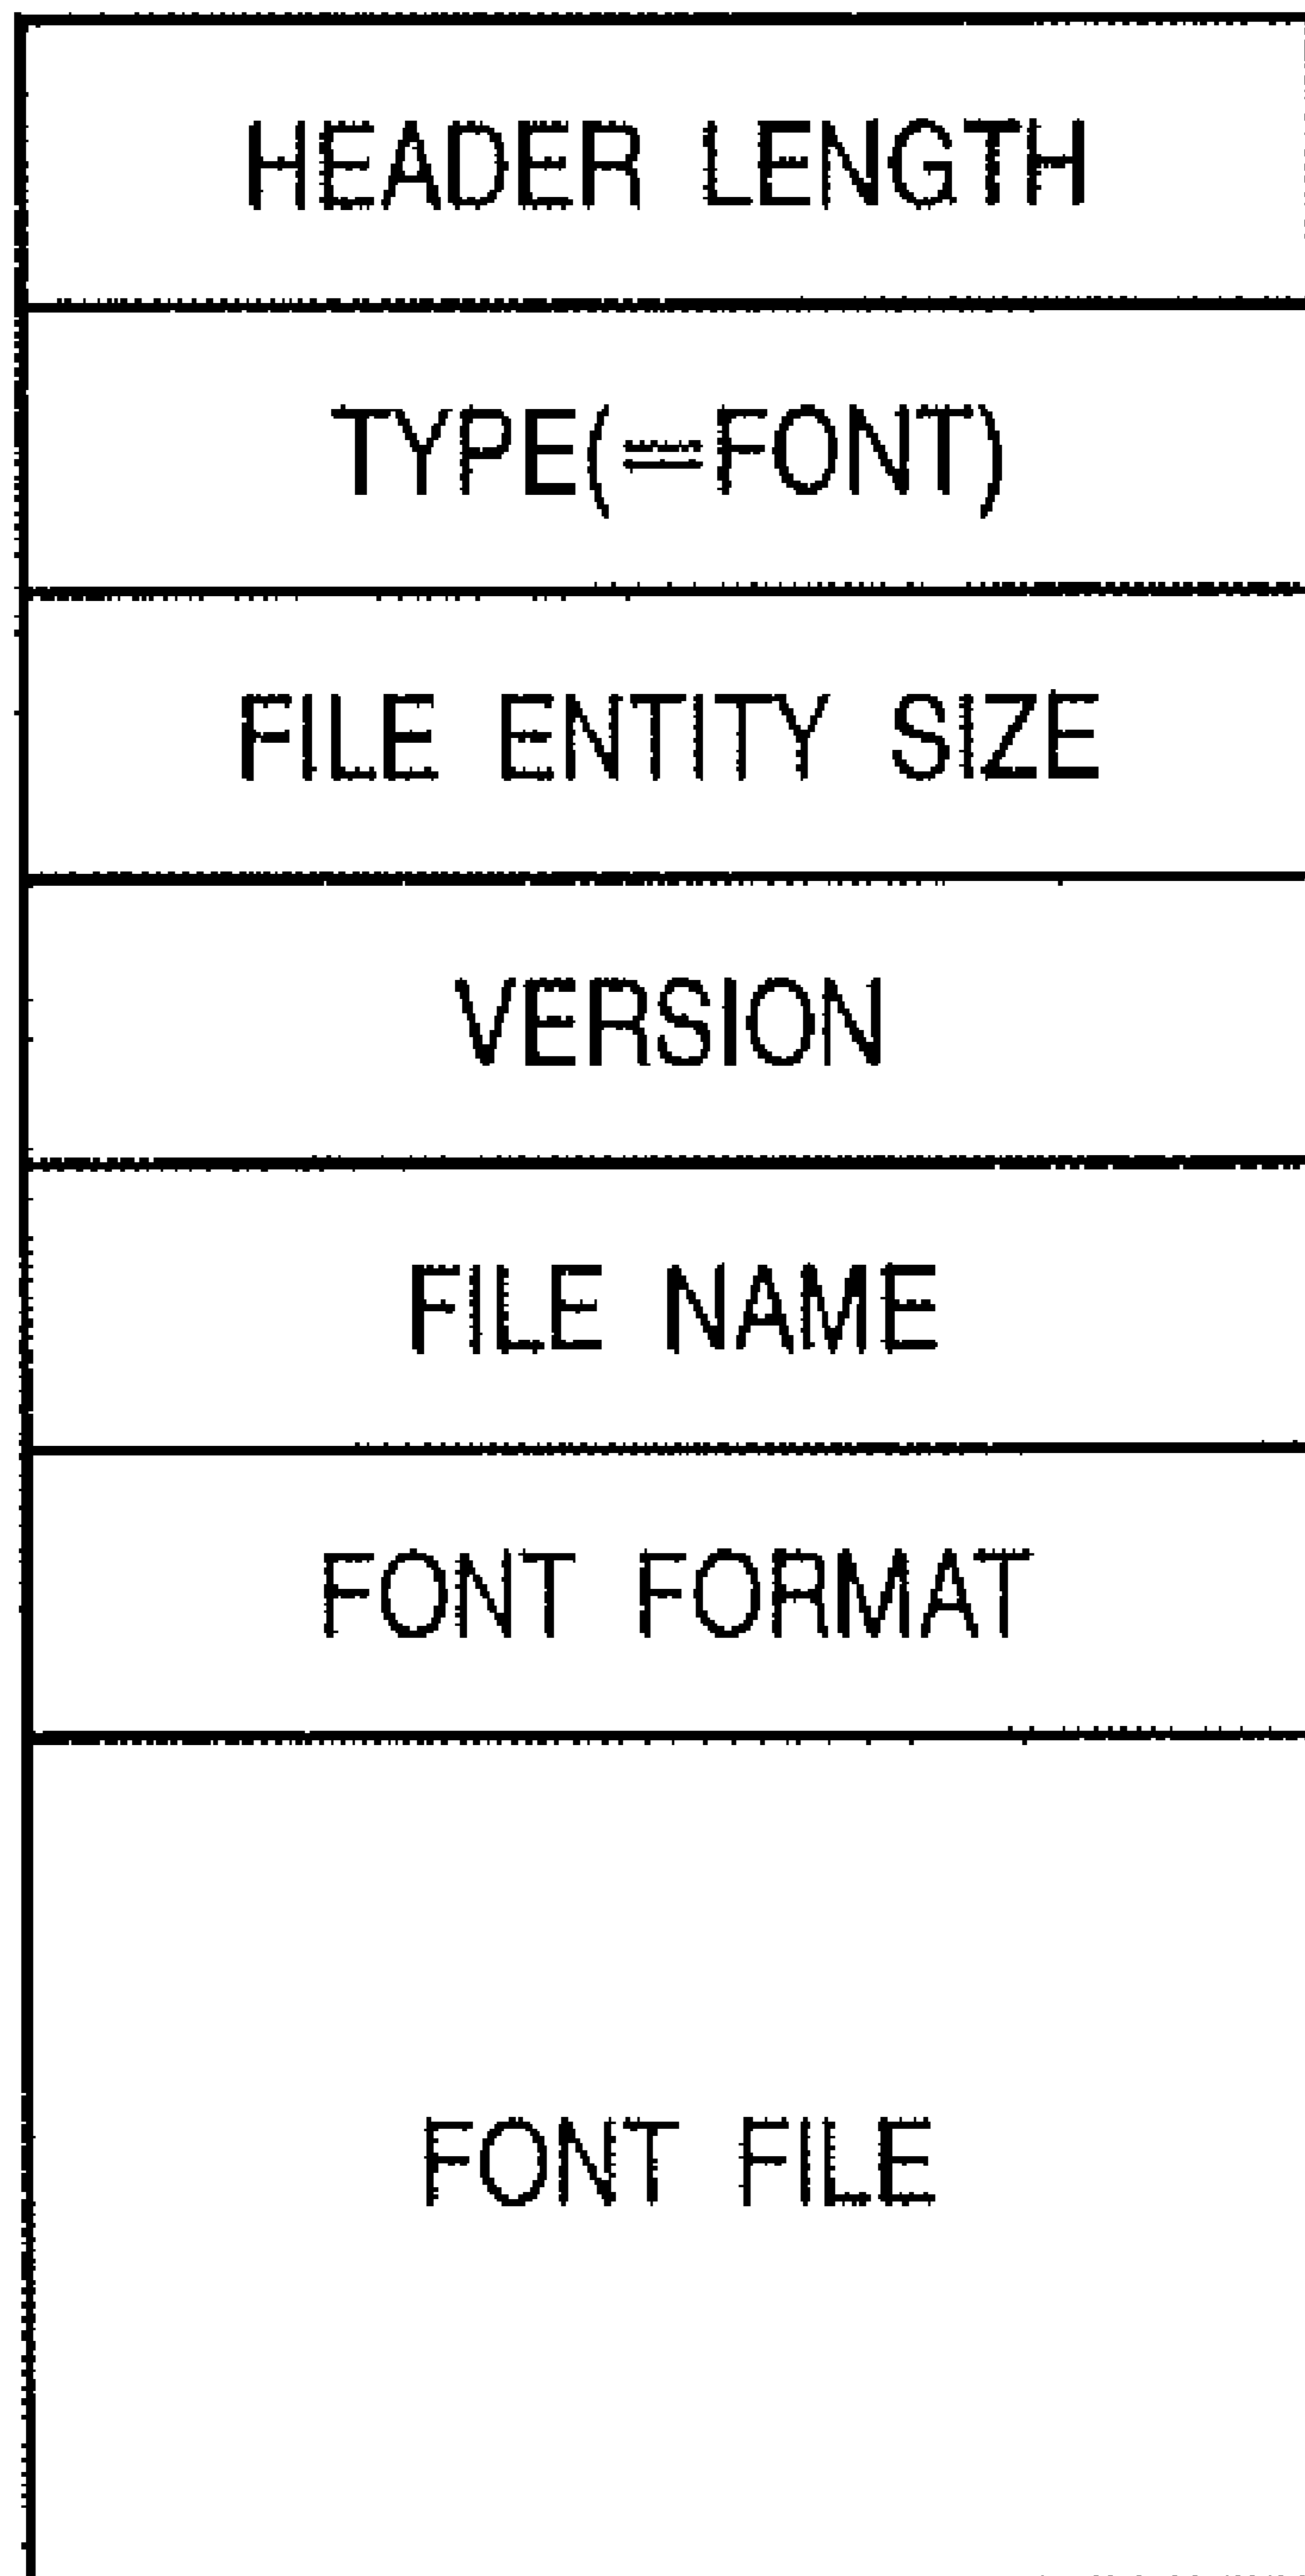 HEADER LENGTH
TYPE(=FONT)
FILE ENTITY SIZE
VERSION
FILE NAME
FONT FORMAT
FONT FILE